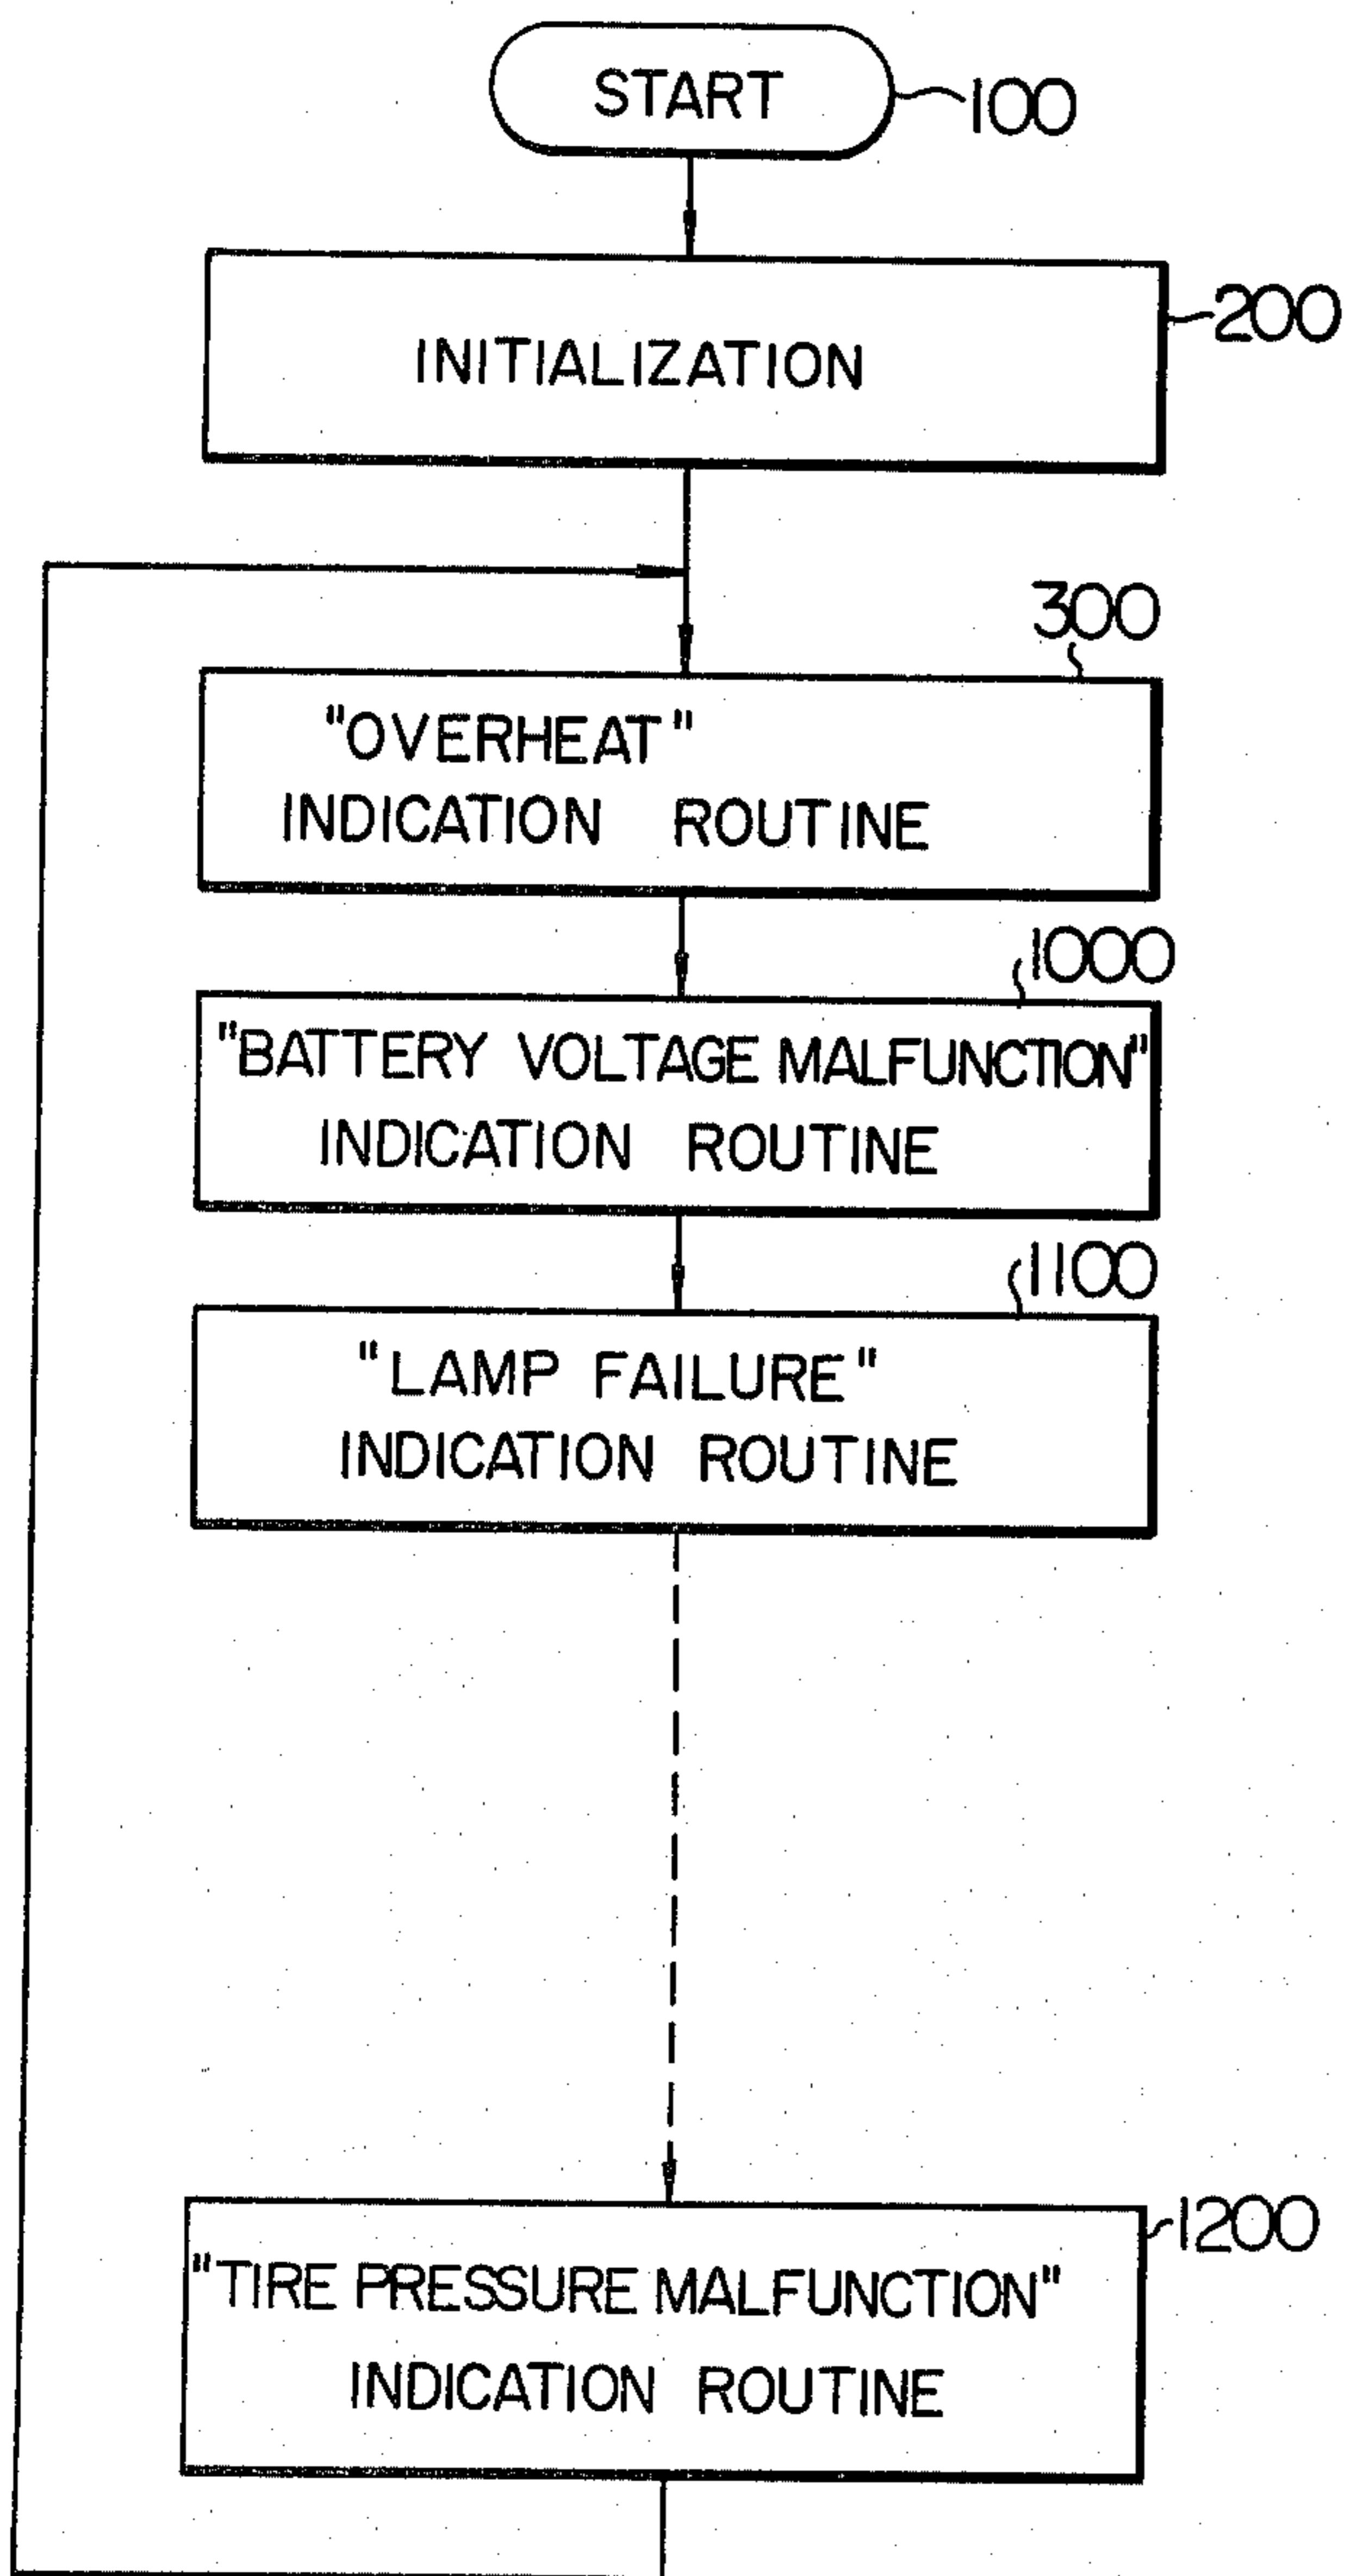 START
100
INITIALIZATION
200
300
"OVERHEAT"
INDICATION ROUTINE
1000
"BATTERY VOLTAGE MALFUNCTION"
INDICATION ROUTINE
1100
"LAMP FAILURE"
INDICATION ROUTINE
1200
"TIRE PRESSURE MALFUNCTION"
INDICATION ROUTINE